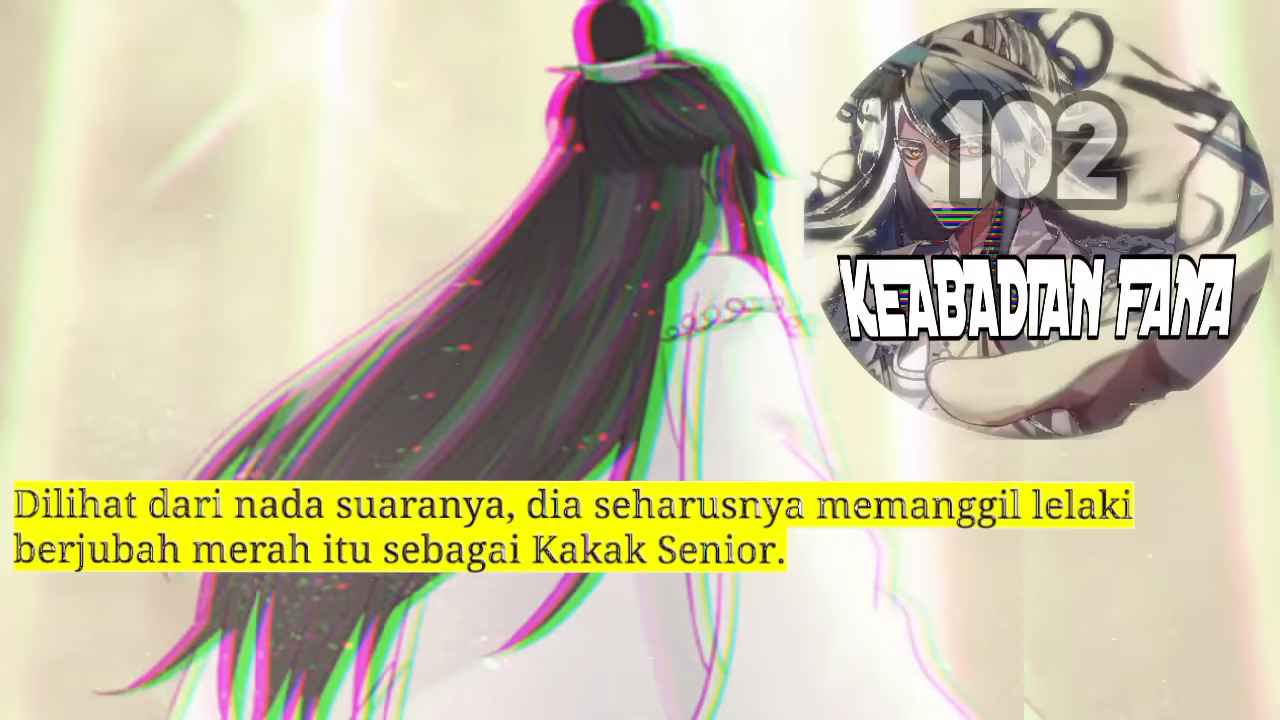 102
KEABADIAN FANA
Dilihat dari nada suaranya, dia seharusnya memanggil lelaki
berjubah merah itu sebagai Kakak Senior.